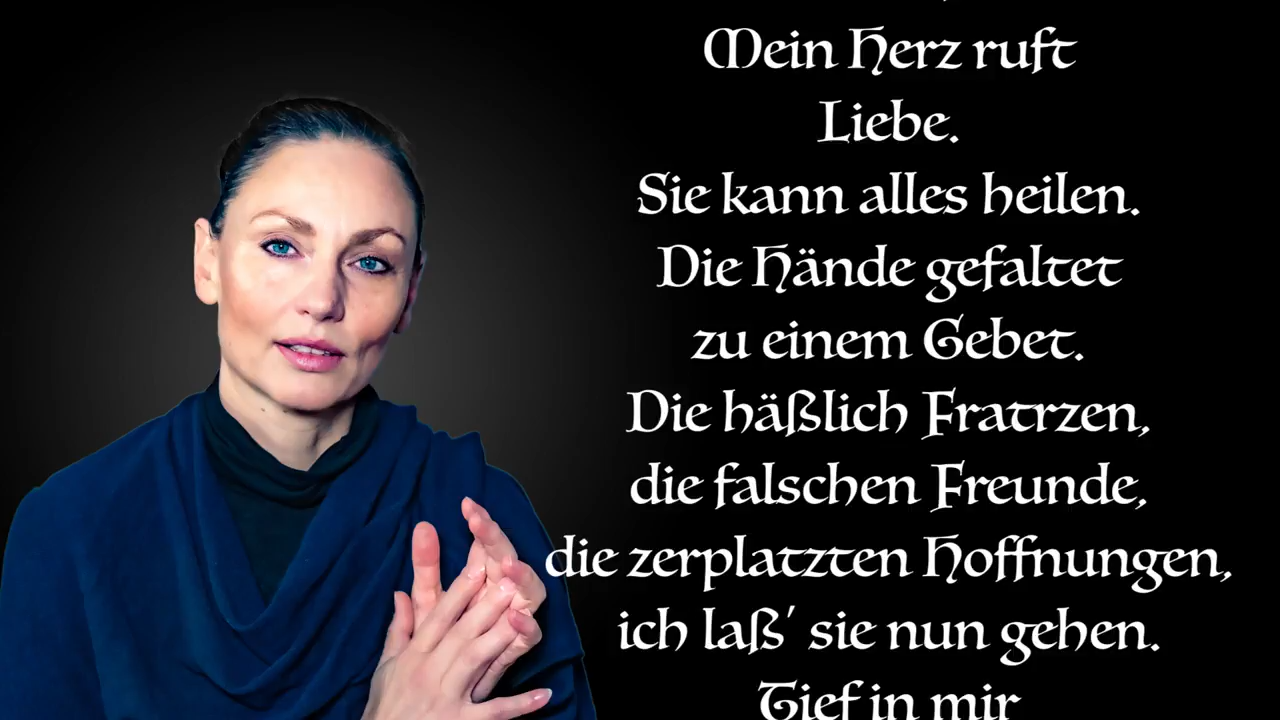 Mein Herz ruft
Liebe.
Sie kann alles heilen.
Die Hände gefaltet
zu einem Gebet.
Die häßlich Fratrzen,
die falschen Freunde,
die zerplatzten Hoffnungen,
ich laß' sie nun gehen.
Tief in mir